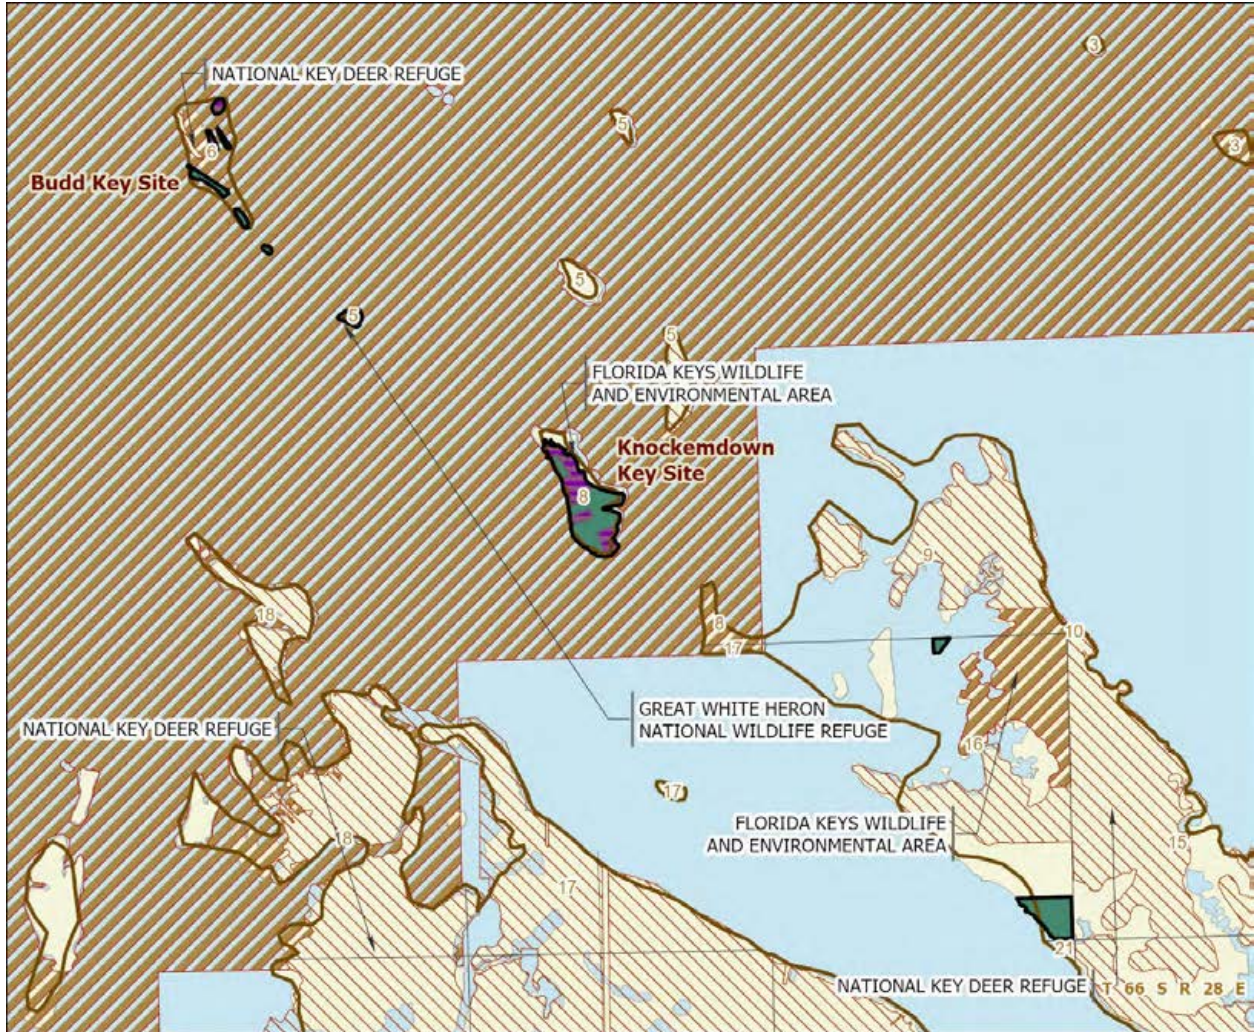 3
NATIONAL KEY DEER REFUGE
5
3
6
Budd Key Site
5
5
5
FLORIDA KEYS WILDLIFE
AND ENVIRONMENTAL AREA
Knockemdown
Key Site
8
9
18
8
10
17
GREAT WHITE HERON
NATIONAL WILDLIFE REFUGE
NATIONAL KEY DEER REFUGE
16
17
FLORIDA KEYS WILDLIFE
AND ENVIRONMENTAL AREA
18
15
17
21
NATIONAL KEY DEER REFUGE
T 66 S R 28 E